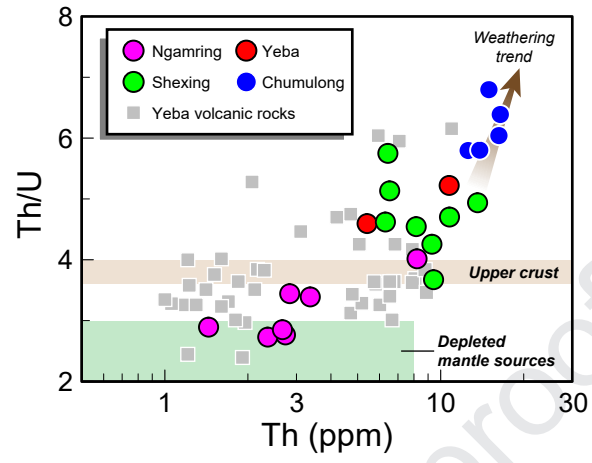 8
6
4
2
Th/U
Ngamring
Yeba
Shexing
Chumulong
Yeba volcanic rocks
Weathering
trend
Upper crust
Depleted
mantle sources
1
3
10
30
Th (ppm)
roof